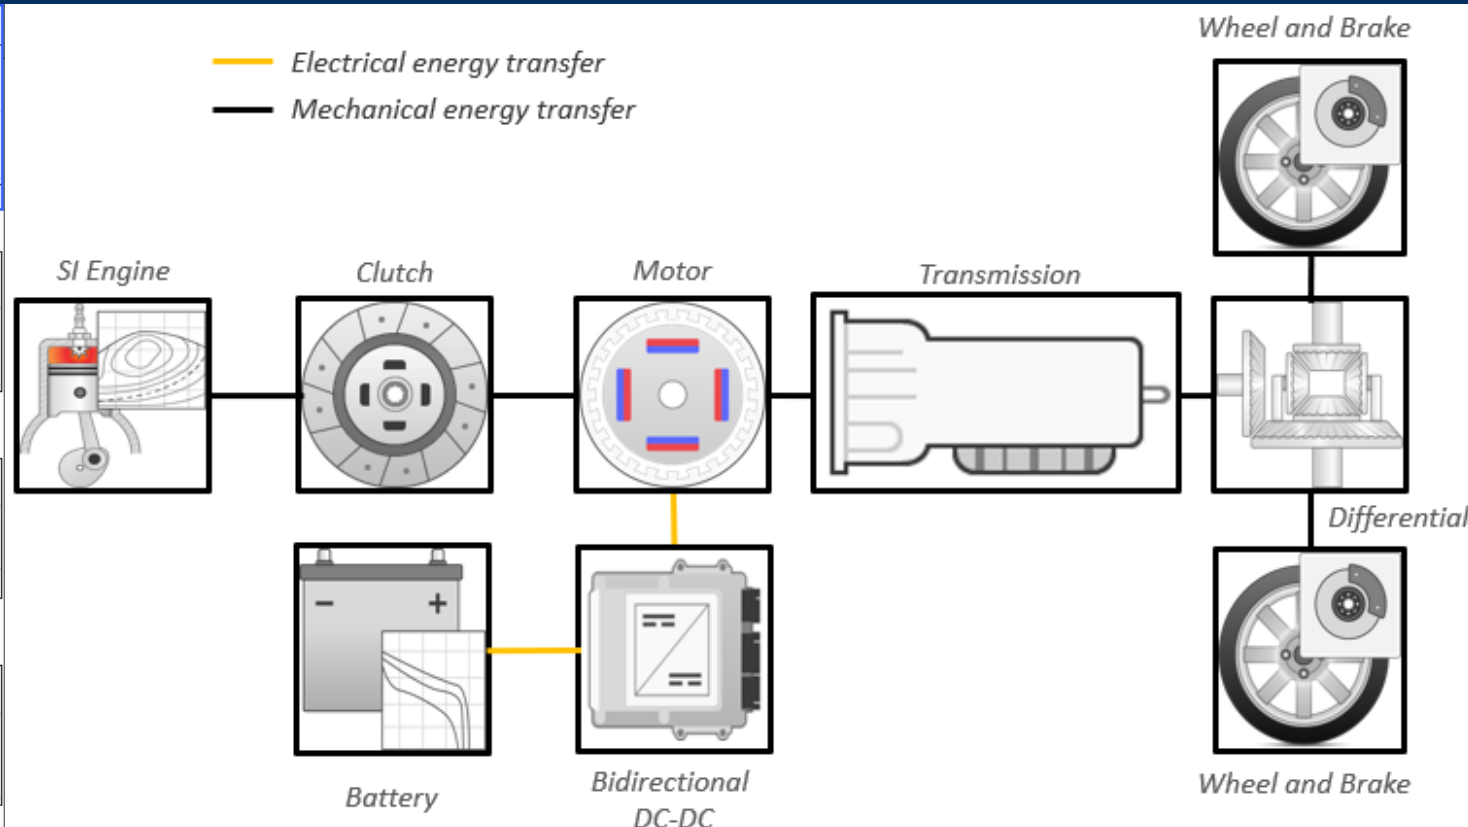 Wheel and Brake
Electrical energy transfer
Mechanical energy transfer
SI Engine
Clutch
Motor
Transmission
Differential
− +
Battery
Bidirectional
DC-DC
Wheel and Brake